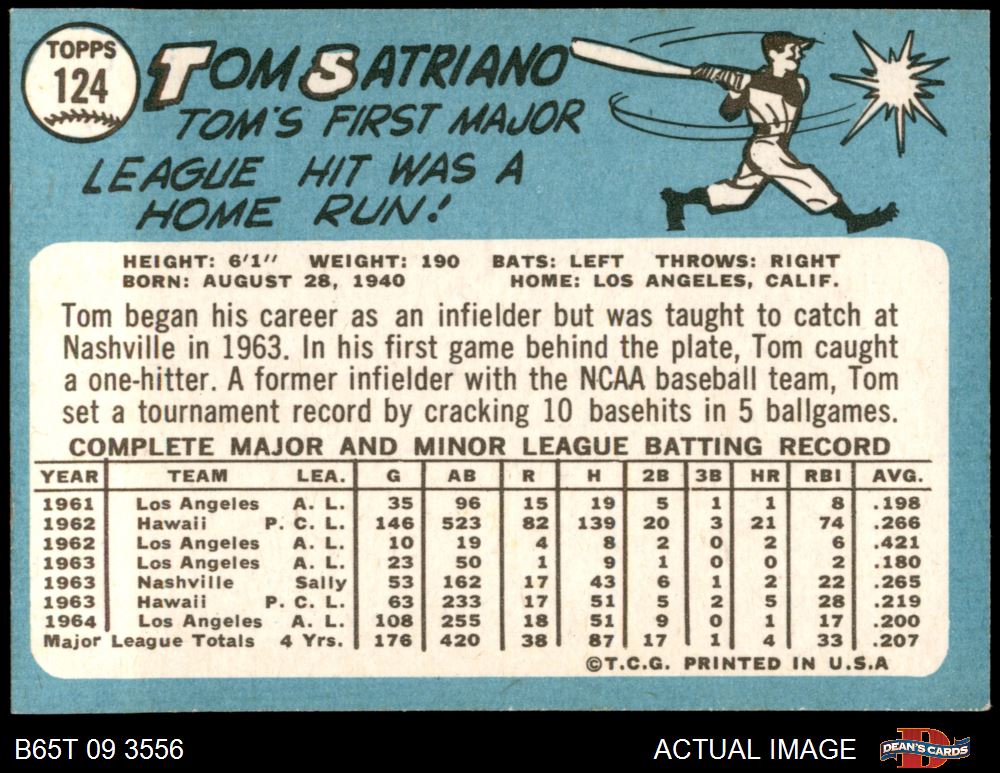 TOPPS
124
TOM SATRIANO
TOM'S FIRST MAJOR
LEAGUE HIT WAS A
HOME RUN!
HEIGHT: 6'1" WEIGHT: 190 BATS: LEFT THROWS: RIGHT
BORN: AUGUST 28, 1940 HOME: LOS ANGELES, CALIF.
Tom began his career as an infielder but was taught to catch at
Nashville in 1963. In his first game behind the plate, Tom caught
a one-hitter. A former infielder with the NCAA baseball team, Tom
set a tournament record by cracking 10 basehits in 5 ballgames.
COMPLETE MAJOR AND MINOR LEAGUE BATTING RECORD
YEAR TEAM LEA. G AB R H 2B 3B HR RBI AVG.
1961 Los Angeles A. L. 35 96 15 19 5 1 1 8 .198
1962 Hawaii P. C. L. 146 523 82 139 20 3 21 74 .266
1962 Los Angeles A. L. 10 19 4 8 2 0 2 6 .421
1963 Los Angeles A. L. 23 50 1 9 1 0 0 2 .180
1963 Nashville Sally 53 162 17 43 6 1 2 22 .265
1963 Hawaii P. C. L. 63 233 17 51 5 2 5 28 .219
1964 Los Angeles A. L. 108 255 18 51 9 0 1 17 .200
Major League Totals 4 Yrs. 176 420 38 87 17 1 4 33 .207
©T.C.G. PRINTED IN U.S.A
B65T 09 3556 ACTUAL IMAGE DEAN'S CARDS